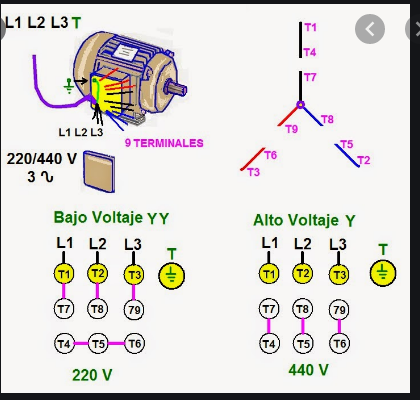 L1 L2 L3 T
L1 L2 L3
9 TERMINALES
220/440 V
3 ∿
T1
T4
T7
T9
T8
T6
T3
T5
T2
Bajo Voltaje YY
L1 L2 L3 T
T1 T2 T3
T7 T8 79
T4 T5 T6
220 V
Alto Voltaje Y
L1 L2 L3 T
T1 T2 T3
T7 T8 79
T4 T5 T6
440 V